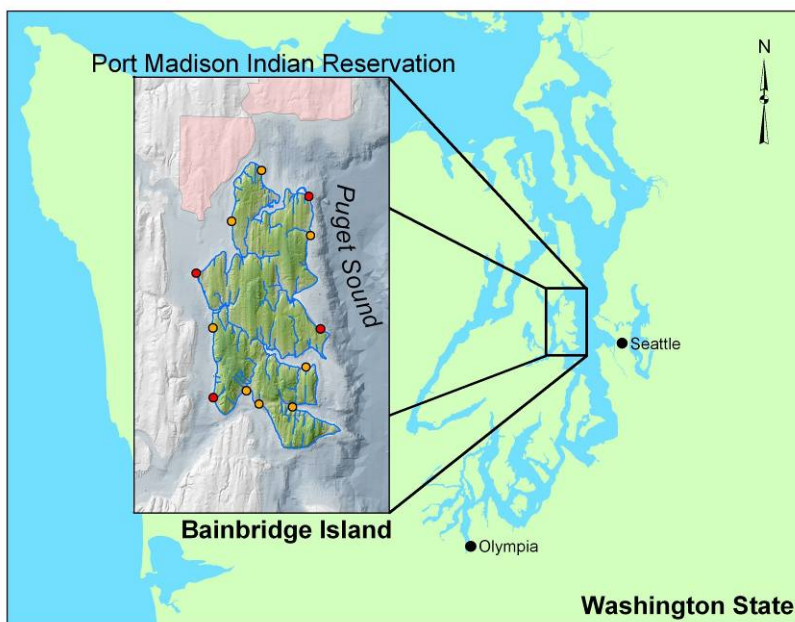 Port Madison Indian Reservation
N
Puget Sound
Seattle
Bainbridge Island
Olympia
Washington State